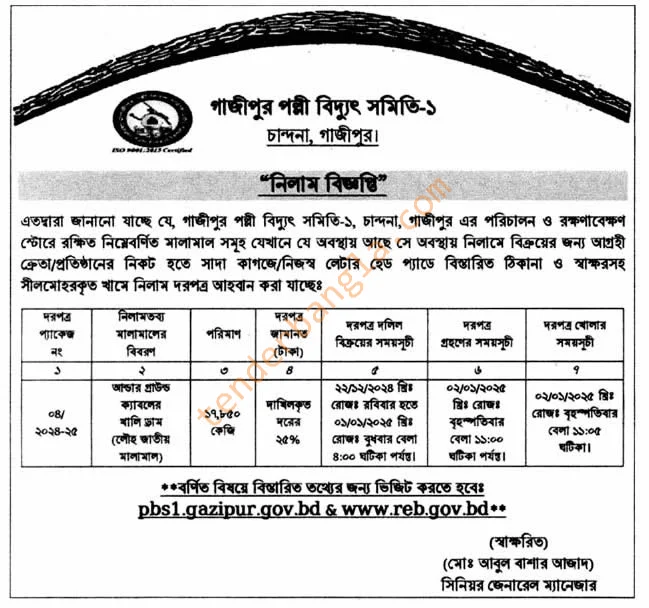 গাজীপুর পল্লী বিদ্যুৎ সমিতি-১
চান্দনা, গাজীপুর।
ISO 9001:2015 Certified
“নিলাম বিজ্ঞপ্তি”
এতদ্বারা জানানো যাচ্ছে যে, গাজীপুর পল্লী বিদ্যুৎ সমিতি-১, চান্দনা, গাজীপুর এর পরিচালন ও রক্ষণাবেক্ষণ
স্টোরে রক্ষিত নিম্নেবর্ণিত মালামাল সমূহ যেখানে যে অবস্থায় আছে সে অবস্থায় নিলামে বিক্রয়ের জন্য আগ্রহী
ক্রেতা/প্রতিষ্ঠানের নিকট হতে সাদা কাগজে/নিজস্ব লেটার হেড প্যাডে বিস্তারিত ঠিকানা ও স্বাক্ষরসহ
সীলমোহরকৃত খামে নিলাম দরপত্র আহবান করা যাচ্ছেঃ
দরপত্র প্যাকেজ নং
নিলামতব্য মালামালের বিবরণ
পরিমাণ
দরপত্র জামানত (টাকা)
দরপত্র দলিল বিক্রয়ের সময়সূচী
দরপত্র গ্রহণের সময়সূচী
দরপত্র খোলার সময়সূচী
১ ২ ৩ ৪ ৫ ৬ ৭
০৪/
২০২৪-২৫
আন্ডার গ্রাউন্ড
ক্যাবলের
খালি ড্রাম
(লৌহ জাতীয়
মালামাল)
১৭,৮৫০
কেজি
দাখিলকৃত
দরের
২৫%
২২/১২/২০২৪ খ্রিঃ
রোজঃ রবিবার হতে
০১/০১/২০২৫ খ্রিঃ
রোজঃ বুধবার বেলা
৪:০০ ঘটিকা পর্যন্ত।
০২/০১/২০২৫
খ্রিঃ রোজঃ
বৃহস্পতিবার
বেলা ১১:০০
ঘটিকা পর্যন্ত।
০২/০১/২০২৫ খ্রিঃ
রোজঃ বৃহস্পতিবার
বেলা ১১:০৫
ঘটিকা।
**বর্ণিত বিষয়ে বিস্তারিত তথ্যের জন্য ভিজিট করতে হবেঃ
pbs1.gazipur.gov.bd & www.reb.gov.bd**
(স্বাক্ষরিত)
(মোঃ আবুল বাশার আজাদ)
সিনিয়র জেনারেল ম্যানেজার
tenderbangla.com